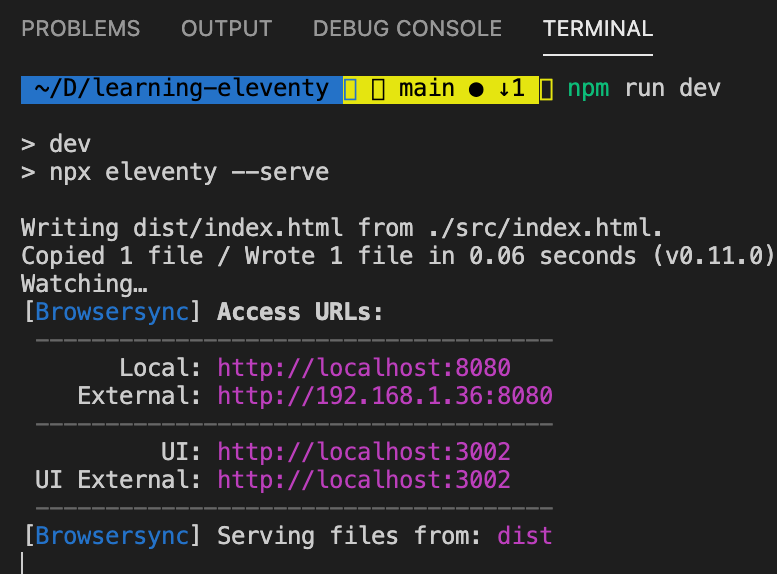 PROBLEMS OUTPUT DEBUG CONSOLE TERMINAL
~/D/learning-eleventy main ● ↓1 npm run dev
> dev
> npx eleventy --serve
Writing dist/index.html from ./src/index.html.
Copied 1 file / Wrote 1 file in 0.06 seconds (v0.11.0)
Watching…
[Browsersync] Access URLs:
--------------------------------------
Local: http://localhost:8080
External: http://192.168.1.36:8080
--------------------------------------
UI: http://localhost:3002
UI External: http://localhost:3002
--------------------------------------
[Browsersync] Serving files from: dist